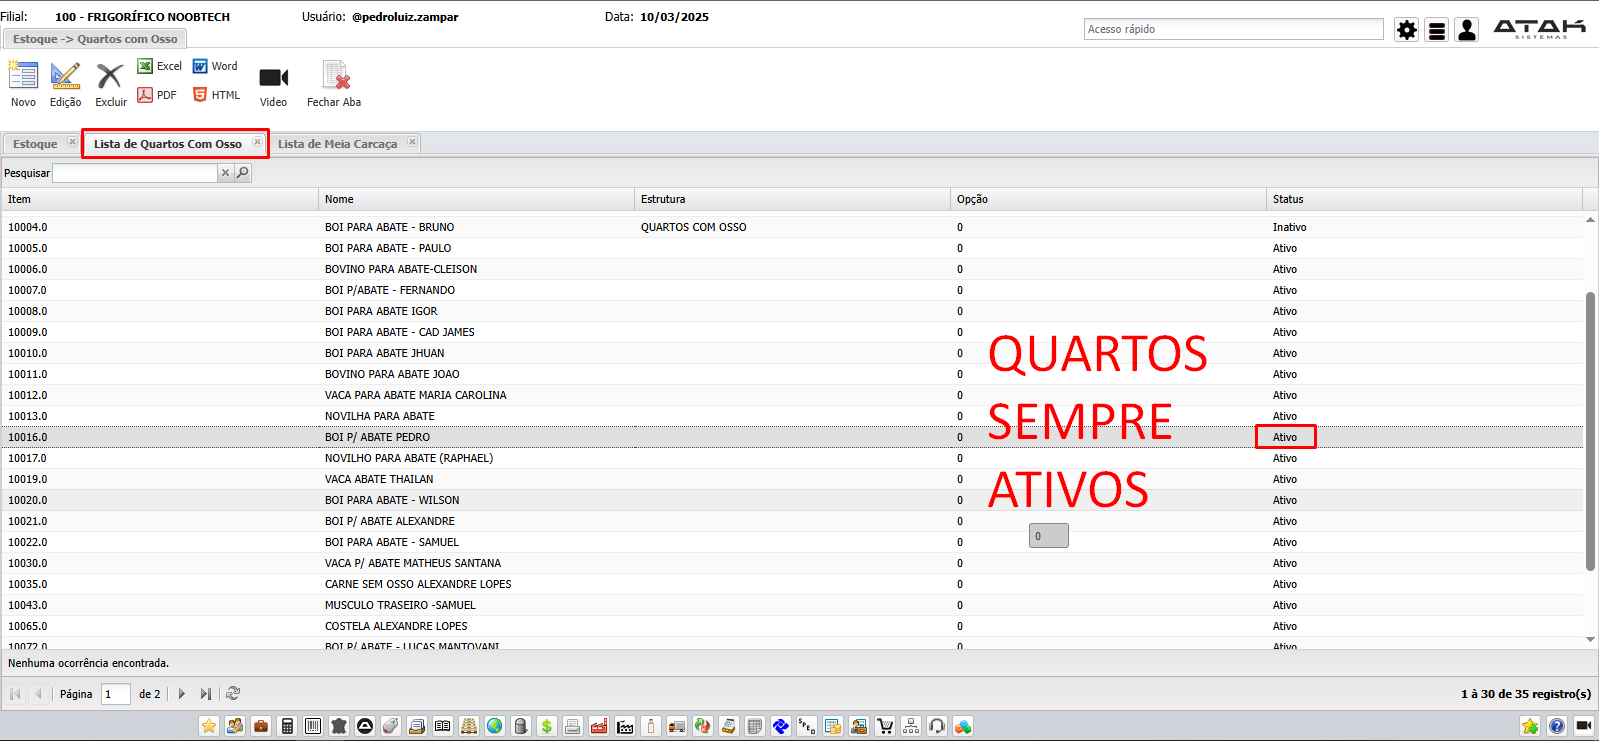 Filial: 100 - FRIGORÍFICO NOOBTECH Usuário: @pedroluiz.zampar Data: 10/03/2025
Estoque -> Quartos com Osso
Acesso rápido
ATAK
SISTEMAS
Novo
Edição
Excluir
Excel
Word
PDF
HTML
Video
Fechar Aba
Estoque
Lista de Quartos Com Osso
Lista de Meia Carcaça
Pesquisar
Item Nome Estrutura Opção Status
10004.0 BOI PARA ABATE - BRUNO QUARTOS COM OSSO 0 Inativo
10005.0 BOI PARA ABATE - PAULO 0 Ativo
10006.0 BOVINO PARA ABATE-CLEISON 0 Ativo
10007.0 BOI P/ABATE - FERNANDO 0 Ativo
10008.0 BOI PARA ABATE IGOR 0 Ativo
10009.0 BOI PARA ABATE - CAD JAMES 0 Ativo
10010.0 BOI PARA ABATE JHUAN 0 Ativo
10011.0 BOVINO PARA ABATE JOAO 0 Ativo
10012.0 VACA PARA ABATE MARIA CAROLINA 0 Ativo
10013.0 NOVILHA PARA ABATE 0 Ativo
10016.0 BOI P/ ABATE PEDRO 0 Ativo
10017.0 NOVILHO PARA ABATE (RAPHAEL) 0 Ativo
10019.0 VACA ABATE THAILAN 0 Ativo
10020.0 BOI PARA ABATE - WILSON 0 Ativo
10021.0 BOI P/ ABATE ALEXANDRE 0 Ativo
10022.0 BOI PARA ABATE - SAMUEL 0 Ativo
10030.0 VACA P/ ABATE MATHEUS SANTANA 0 Ativo
10035.0 CARNE SEM OSSO ALEXANDRE LOPES 0 Ativo
10043.0 MUSCULO TRASEIRO -SAMUEL 0 Ativo
10065.0 COSTELA ALEXANDRE LOPES 0 Ativo
10072.0 BOI P/ ABATE - LUCAS MANTOVANI 0 Ativo
QUARTOS
SEMPRE
ATIVOS
0
Nenhuma ocorrência encontrada.
Página 1 de 2
1 à 30 de 35 registro(s)
SPED